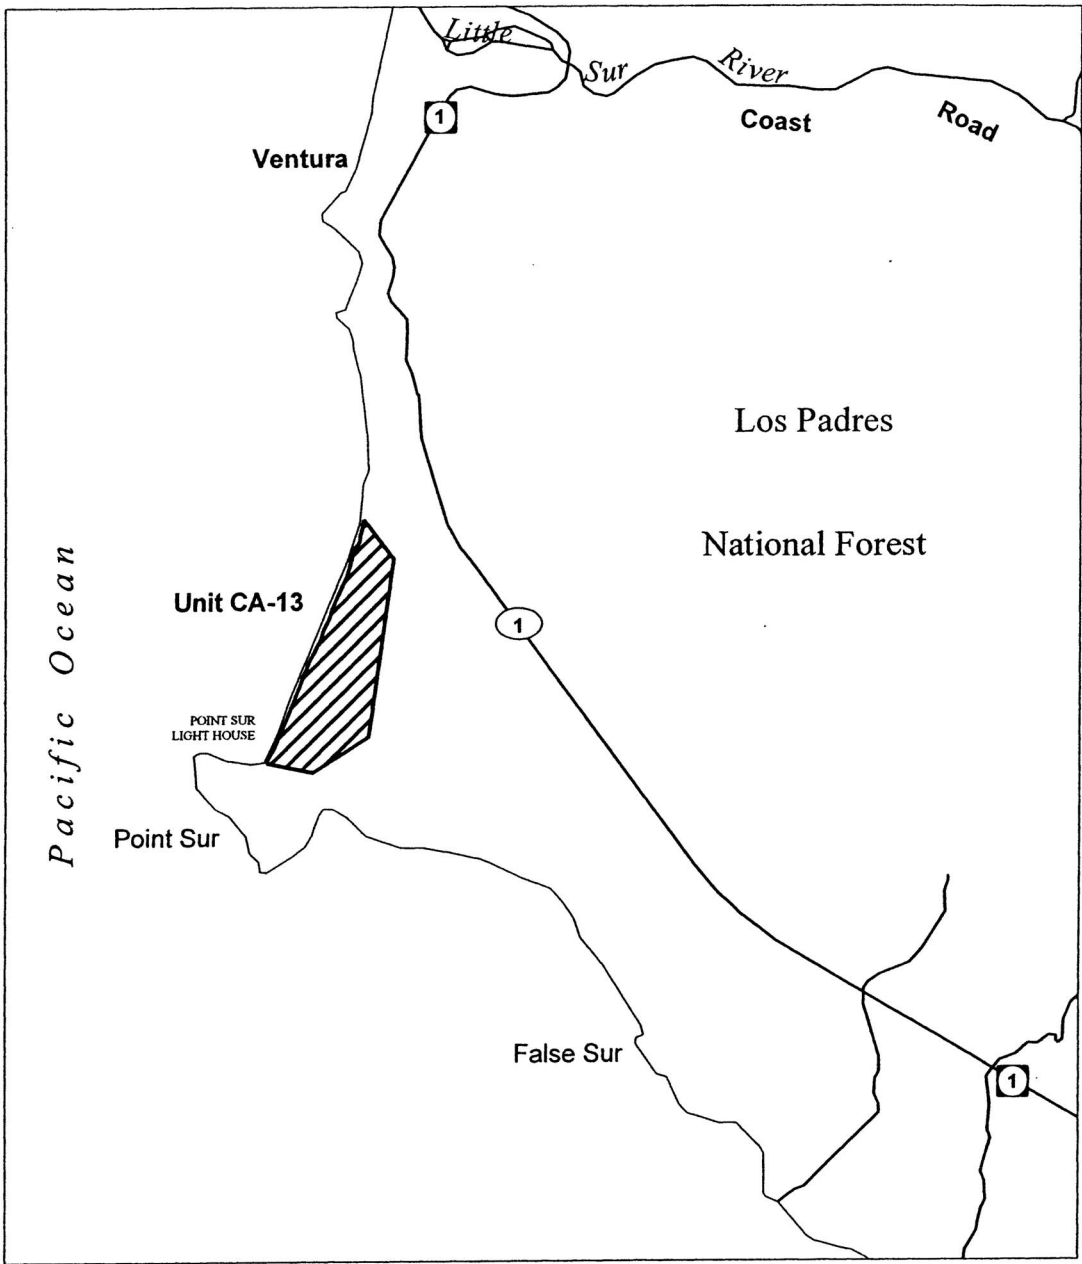 Little
Sur
River
1
Coast
Road
Ventura
Los Padres
National Forest
Pacific Ocean
Unit CA-13
1
POINT SUR
LIGHT HOUSE
Point Sur
False Sur
1